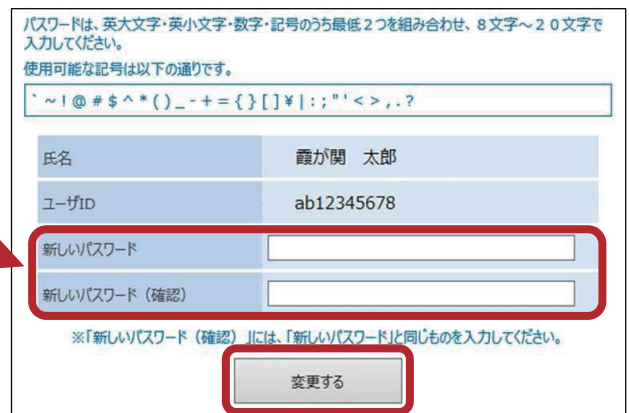 パスワードは、英大文字・英小文字・数字・記号のうち最低２つを組み合わせ、８文字～２０文字で
入力してください。
使用可能な記号は以下の通りです。
` ~ ! @ # $ ^ * ( ) _ - + = { } [ ] ¥ | : ; " ' < > , . ?
氏名 霞が関　太郎
ユーザID ab12345678
新しいパスワード
新しいパスワード（確認）
※「新しいパスワード（確認）」には、「新しいパスワード」と同じものを入力してください。
変更する